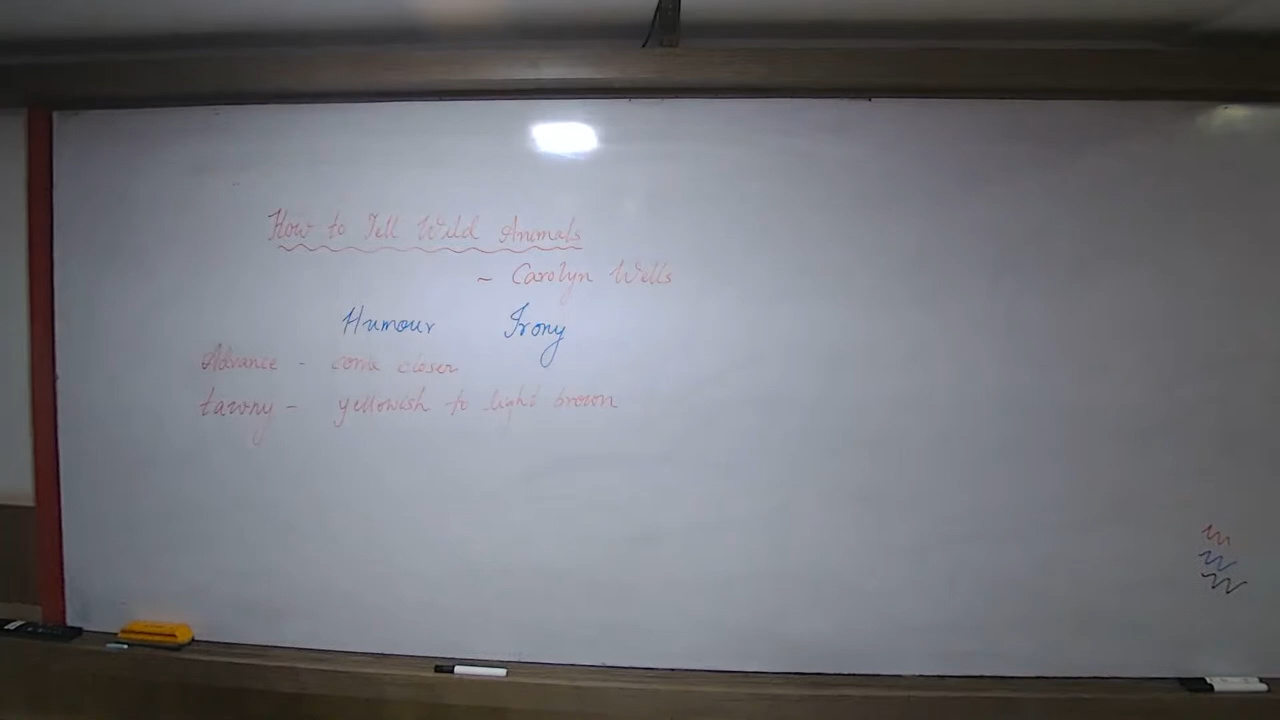 How to Tell Wild Animals
~ Carolyn Wells
Humour Irony
Advance - come closer
tawny - yellowish to light brown